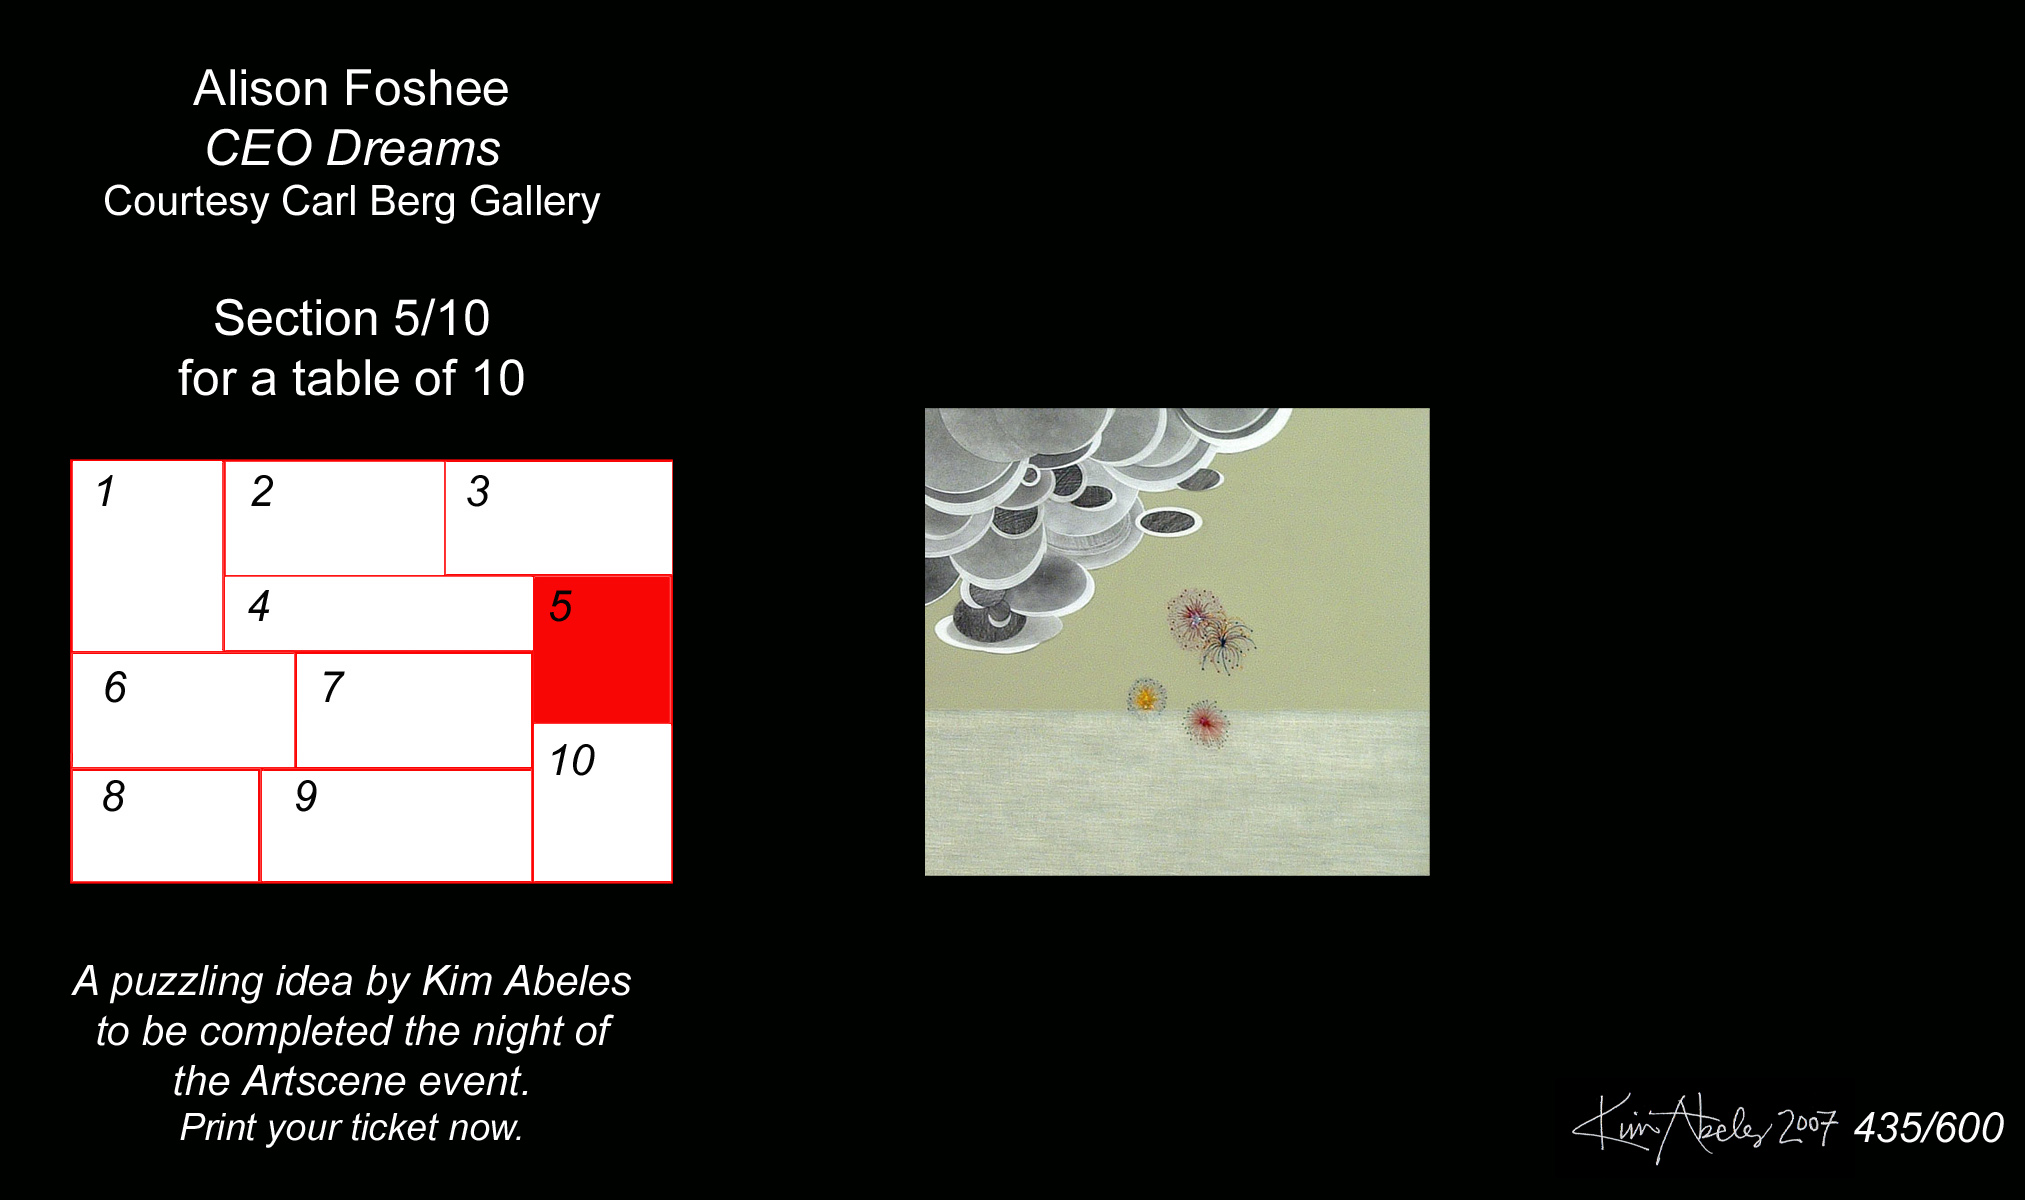 Alison Foshee
CEO Dreams
Courtesy Carl Berg Gallery
Section 5/10
for a table of 10
1
2
3
4
5
6
7
8
9
10
A puzzling idea by Kim Abeles
to be completed the night of
the Artscene event.
Print your ticket now.
Kim Abeles 2007 435/600